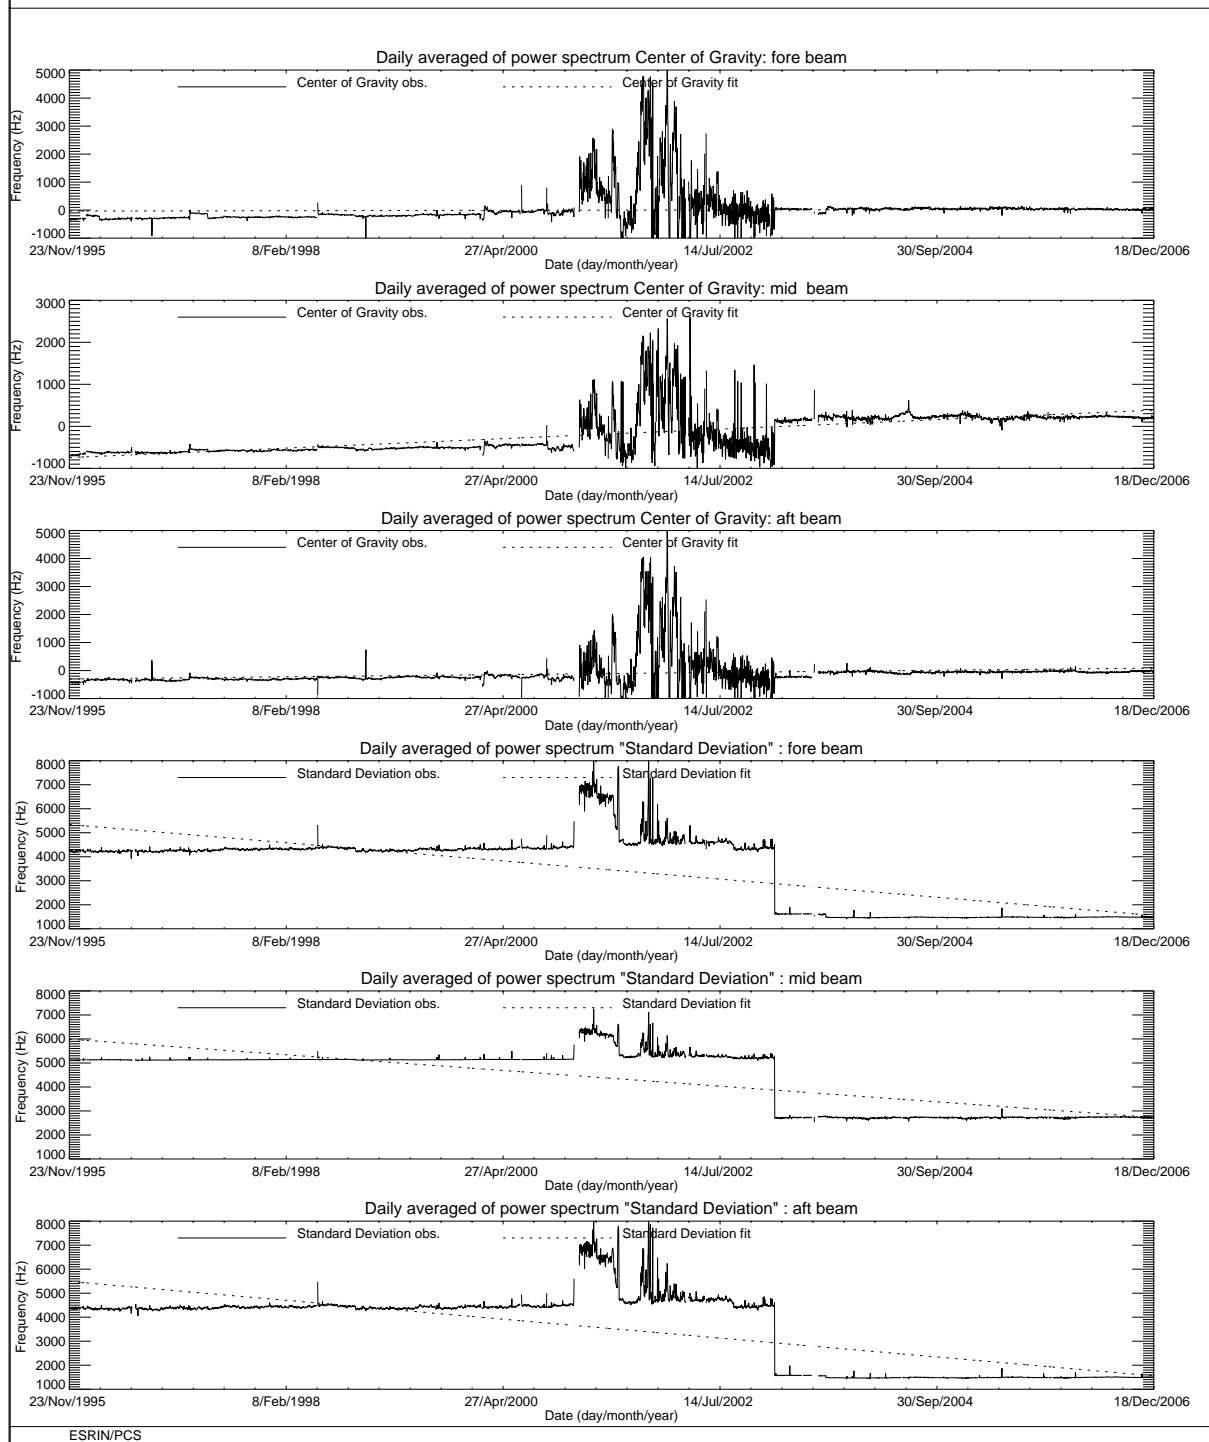 Daily averaged of power spectrum Center of Gravity: fore beam
Center of Gravity obs. Center of Gravity fit
5000
4000
3000
2000
1000
0
-1000
Frequency (Hz)
23/Nov/1995 8/Feb/1998 27/Apr/2000 14/Jul/2002 30/Sep/2004 18/Dec/2006
Date (day/month/year)
Daily averaged of power spectrum Center of Gravity: mid beam
Center of Gravity obs. Center of Gravity fit
3000
2000
1000
0
-1000
Frequency (Hz)
23/Nov/1995 8/Feb/1998 27/Apr/2000 14/Jul/2002 30/Sep/2004 18/Dec/2006
Date (day/month/year)
Daily averaged of power spectrum Center of Gravity: aft beam
Center of Gravity obs. Center of Gravity fit
5000
4000
3000
2000
1000
0
-1000
Frequency (Hz)
23/Nov/1995 8/Feb/1998 27/Apr/2000 14/Jul/2002 30/Sep/2004 18/Dec/2006
Date (day/month/year)
Daily averaged of power spectrum "Standard Deviation" : fore beam
Standard Deviation obs. Standard Deviation fit
8000
7000
6000
5000
4000
3000
2000
1000
Frequency (Hz)
23/Nov/1995 8/Feb/1998 27/Apr/2000 14/Jul/2002 30/Sep/2004 18/Dec/2006
Date (day/month/year)
Daily averaged of power spectrum "Standard Deviation" : mid beam
Standard Deviation obs. Standard Deviation fit
8000
7000
6000
5000
4000
3000
2000
1000
Frequency (Hz)
23/Nov/1995 8/Feb/1998 27/Apr/2000 14/Jul/2002 30/Sep/2004 18/Dec/2006
Date (day/month/year)
Daily averaged of power spectrum "Standard Deviation" : aft beam
Standard Deviation obs. Standard Deviation fit
8000
7000
6000
5000
4000
3000
2000
1000
Frequency (Hz)
23/Nov/1995 8/Feb/1998 27/Apr/2000 14/Jul/2002 30/Sep/2004 18/Dec/2006
Date (day/month/year)
ESRIN/PCS